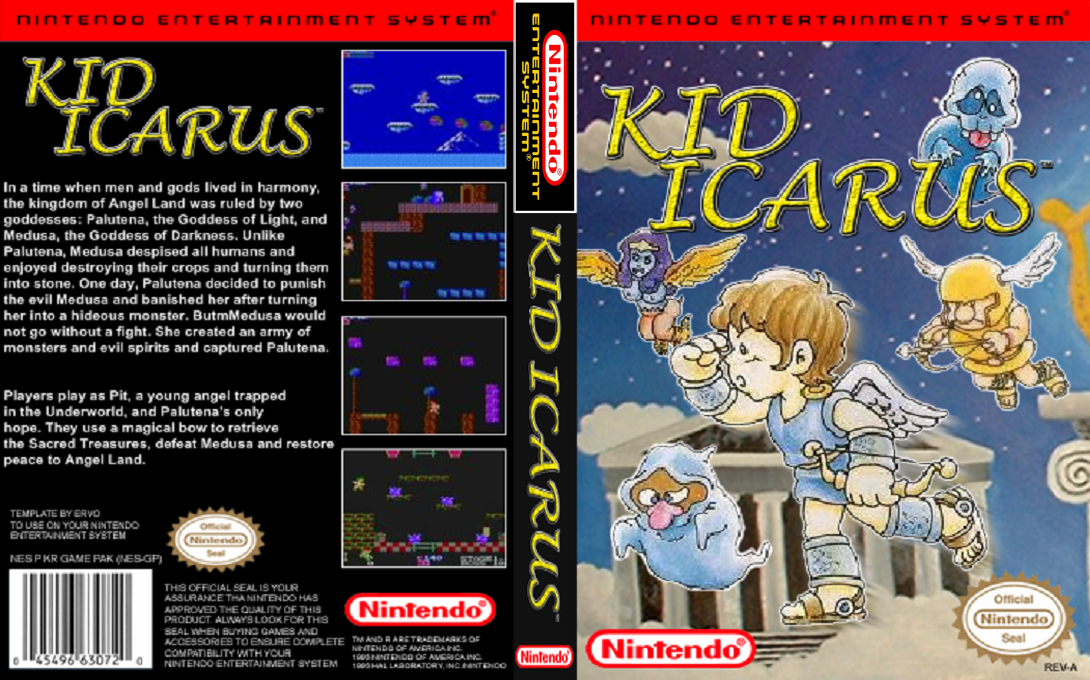 NINTENDO ENTERTAINMENT SYSTEM®
KID
ICARUS™
In a time when men and gods lived in harmony,
the kingdom of Angel Land was ruled by two
goddesses: Palutena, the Goddess of Light, and
Medusa, the Goddess of Darkness. Unlike
Palutena, Medusa despised all humans and
enjoyed destroying their crops and turning them
into stone. One day, Palutena decided to punish
the evil Medusa and banished her after turning
her into a hideous monster. ButmMedusa would
not go without a fight. She created an army of
monsters and evil spirits and captured Palutena.
Players play as Pit, a young angel trapped
in the Underworld, and Palutena's only
hope. They use a magical bow to retrieve
the Sacred Treasures, defeat Medusa and restore
peace to Angel Land.
TEMPLATE BY ERVO
TO USE ON YOUR NINTENDO
ENTERTAINMENT SYSTEM
NES P KR GAME PAK (NES-GP)
Official
Nintendo
Seal
0 45496 63072 0
THIS OFFICIAL SEAL IS YOUR
ASSURANCE THA NINTENDO HAS
APPROVED THE QUALITY OF THIS
PRODUCT. ALWAYS LOOK FOR THIS
SEAL WHEN BUYING GAMES AND
ACCESSORIES TO ENSURE COMPLETE
COMPATIBILITY WITH YOUR
NINTENDO ENTERTAINMENT SYSTEM
Nintendo®
TM AND R ARE TRADEMARKS OF
NINTENDO OF AMERICA INC.
Nintendo®
ENTERTAINMENT
SYSTEM®
KID ICARUS™
Nintendo®
NINTENDO ENTERTAINMENT SYSTEM®
KID
ICARUS™
Nintendo®
Official
Nintendo
Seal
REV-A